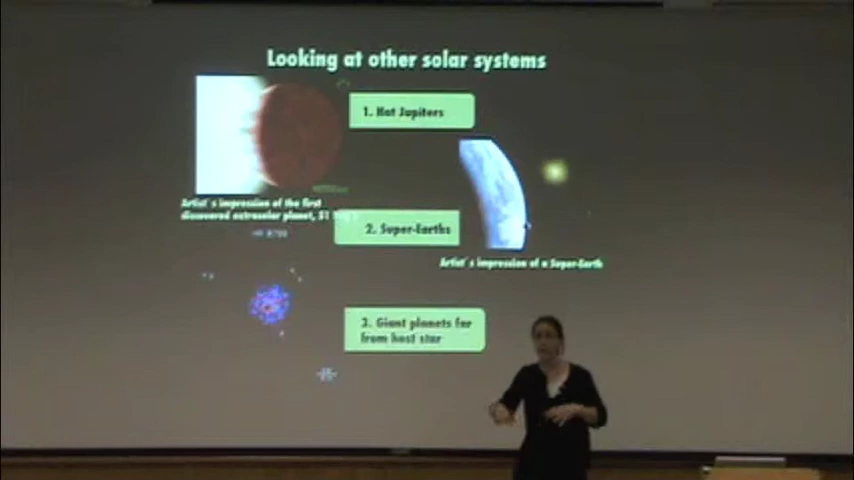 Looking at other solar systems
1. Hot Jupiters
Artist's impression of the first
discovered extrasolar planet, 51
2. Super-Earths
Artist's impression of a Super-Earth
3. Giant planets far
from host star